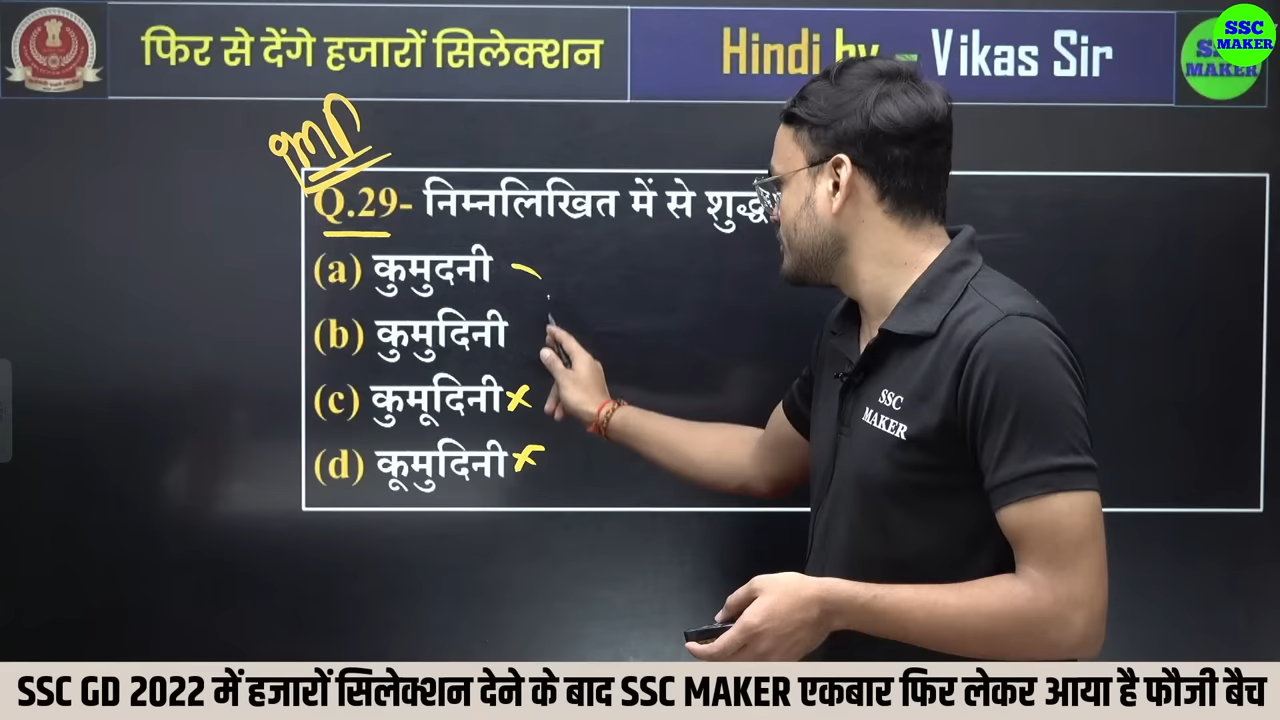 फिर से देंगे हजारों सिलेक्शन
Hindi by - Vikas Sir
SSC
MAKER
Imp
Q.29- निम्नलिखित में से शुद्ध
(a) कुमुदनी
(b) कुमुदिनी
(c) कुमूदिनी ×
(d) कूमुदिनी ×
SSC
MAKER
SSC GD 2022 में हजारों सिलेक्शन देने के बाद SSC MAKER एकबार फिर लेकर आया है फौजी बैच